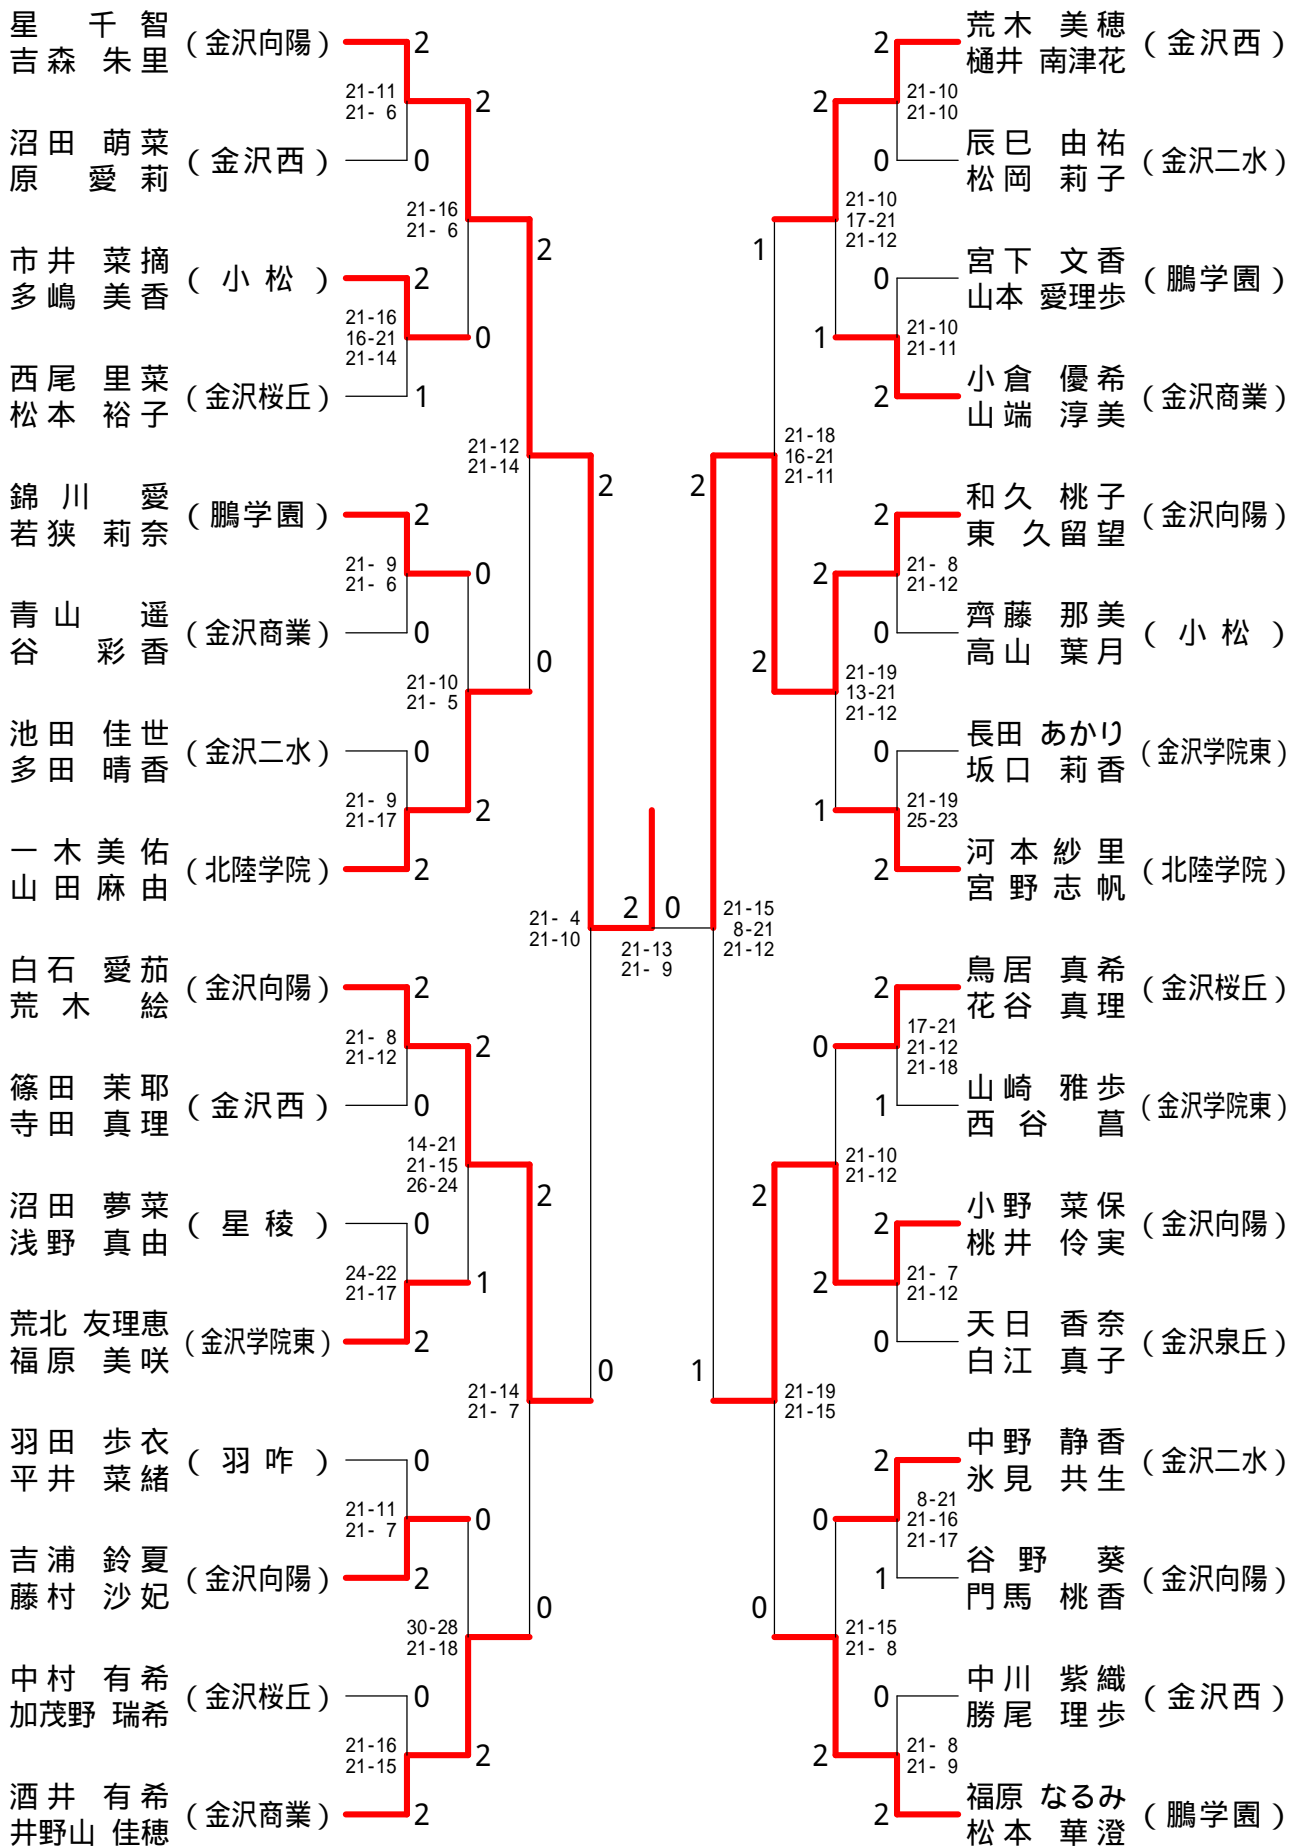 星 千智
吉森 朱里
(金沢向陽)
2
21-11
21- 6
2
沼田 萌菜
原 愛莉
(金沢西)
0
21-16
21- 6
2
市井 菜摘
多嶋 美香
(小松)
2
21-16
16-21
21-14
0
西尾 里菜
松本 裕子
(金沢桜丘)
1
21-12
21-14
2
錦川 愛
若狭 莉奈
(鵬学園)
2
21- 9
21- 6
0
青山 遥
谷 彩香
(金沢商業)
0
21-10
21- 5
0
池田 佳世
多田 晴香
(金沢二水)
0
21- 9
21-17
2
一木美佑
山田麻由
(北陸学院)
2
21- 4
21-10
2 0
21-13
21- 9
白石 愛茄
荒木 絵
(金沢向陽)
2
21- 8
21-12
2
篠田 茉耶
寺田 真理
(金沢西)
0
14-21
21-15
26-24
2
沼田 夢菜
浅野 真由
(星稜)
0
24-22
21-17
1
荒北 友理恵
福原 美咲
(金沢学院東)
2
21-14
21- 7
0
羽田 歩衣
平井 菜緒
(羽咋)
0
21-11
21- 7
0
吉浦 鈴夏
藤村 沙妃
(金沢向陽)
2
30-28
21-18
0
中村 有希
加茂野 瑞希
(金沢桜丘)
0
21-16
21-15
2
酒井 有希
井野山 佳穂
(金沢商業)
2
2
荒木 美穂
樋井 南津花
(金沢西)
2
21-10
21-10
0
辰巳 由祐
松岡 莉子
(金沢二水)
1
21-10
17-21
21-12
0
宮下 文香
山本 愛理歩
(鵬学園)
1
21-10
21-11
2
小倉 優希
山端 淳美
(金沢商業)
2
21-18
16-21
21-11
2
和久 桃子
東 久留望
(金沢向陽)
2
21- 8
21-12
0
齊藤 那美
高山 葉月
(小松)
2
21-19
13-21
21-12
0
長田 あかり
坂口 莉香
(金沢学院東)
1
21-19
25-23
2
河本紗里
宮野志帆
(北陸学院)
21-15
8-21
21-12
2
鳥居 真希
花谷 真理
(金沢桜丘)
0
17-21
21-12
21-18
1
山崎 雅歩
西谷 菖
(金沢学院東)
2
21-10
21-12
2
小野 菜保
桃井 伶実
(金沢向陽)
2
21- 7
21-12
0
天日 香奈
白江 真子
(金沢泉丘)
1
21-19
21-15
2
中野 静香
氷見 共生
(金沢二水)
0
8-21
21-16
21-17
1
谷野 葵
門馬 桃香
(金沢向陽)
0
21-15
21- 8
0
中川 紫織
勝尾 理歩
(金沢西)
2
21- 8
21- 9
2
福原 なるみ
松本 華澄
(鵬学園)